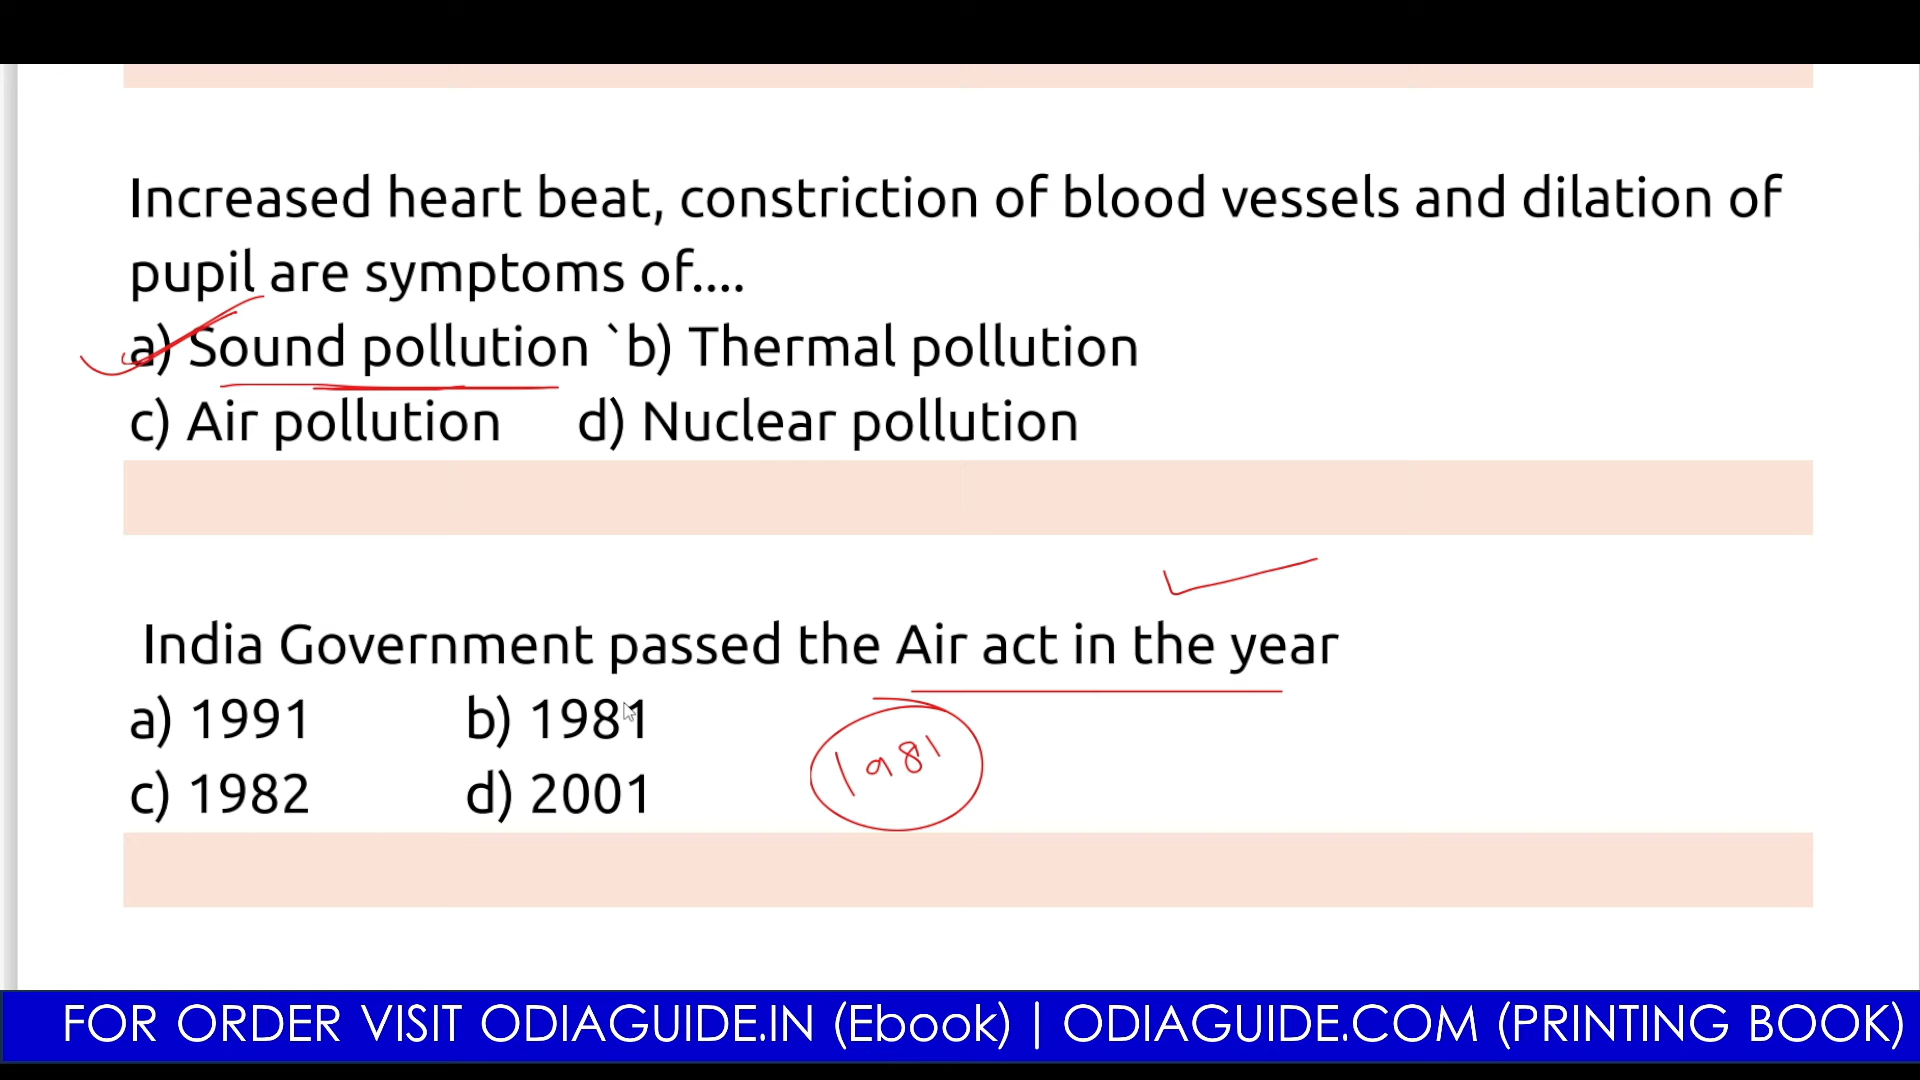 Increased heart beat, constriction of blood vessels and dilation of
pupil are symptoms of....
a) Sound pollution `b) Thermal pollution
c) Air pollution d) Nuclear pollution
India Government passed the Air act in the year
a) 1991 b) 1981
c) 1982 d) 2001
1981
FOR ORDER VISIT ODIAGUIDE.IN (Ebook) | ODIAGUIDE.COM (PRINTING BOOK)